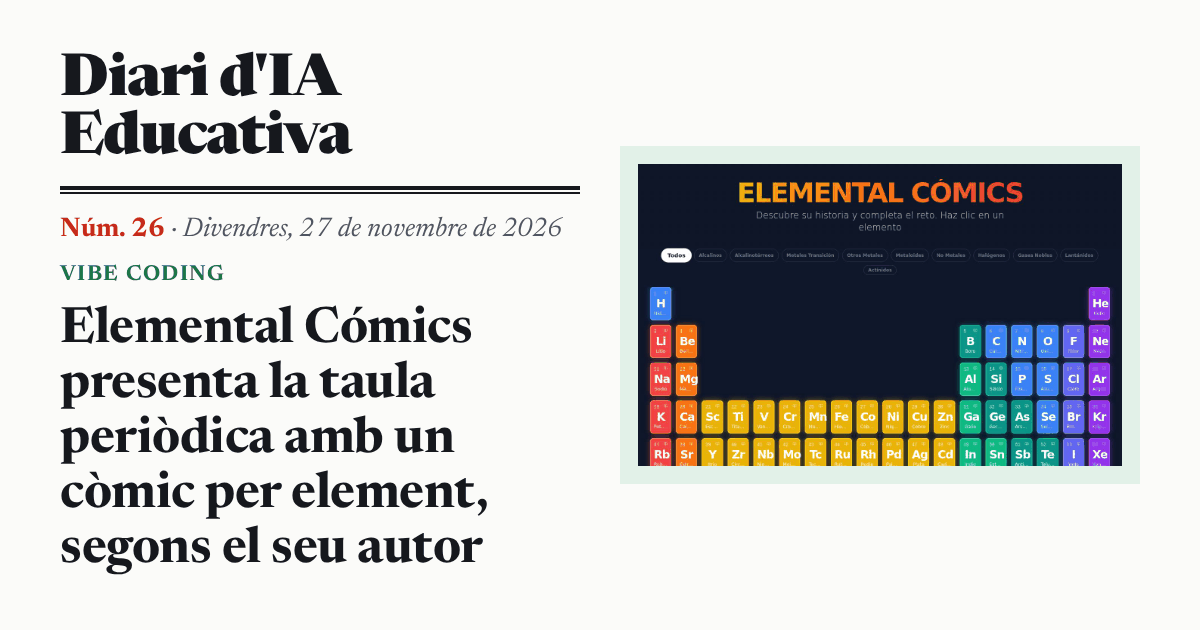 Diari d'IA
Educativa
Núm. 26 · Divendres, 27 de novembre de 2026
VIBE CODING
Elemental Cómics
presenta la taula
periòdica amb un
còmic per element,
segons el seu autor
ELEMENTAL CÓMICS
Descubre su historia y completa el reto. Haz clic en un
elemento
Todos Alcalinos Alcalinotérreos Metales Transición Otros Metales Metaloides No Metales Halógenos Gases Nobles Lantánidos
Actínidos
H He
Li Be B C N O F Ne
Na Mg Al Si P S Cl Ar
K Ca Sc Ti V Cr Mn Fe Co Ni Cu Zn Ga Ge As Se Br Kr
Rb Sr Y Zr Nb Mo Tc Ru Rh Pd Ag Cd In Sn Sb Te I Xe